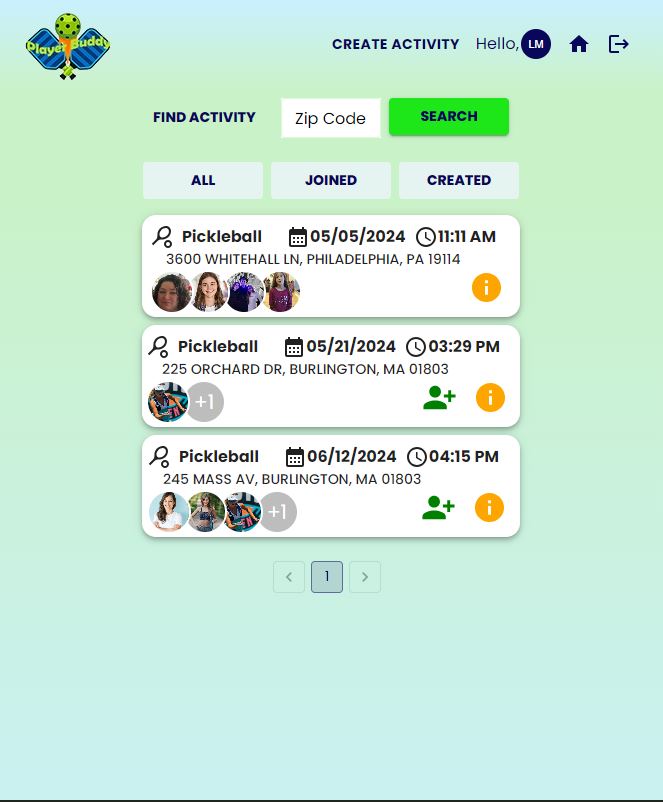 Player Buddy
CREATE ACTIVITY Hello, LM
FIND ACTIVITY Zip Code SEARCH
ALL JOINED CREATED
Pickleball 05/05/2024 11:11 AM
3600 WHITEHALL LN, PHILADELPHIA, PA 19114
Pickleball 05/21/2024 03:29 PM
225 ORCHARD DR, BURLINGTON, MA 01803
+1
Pickleball 06/12/2024 04:15 PM
245 MASS AV, BURLINGTON, MA 01803
+1
1